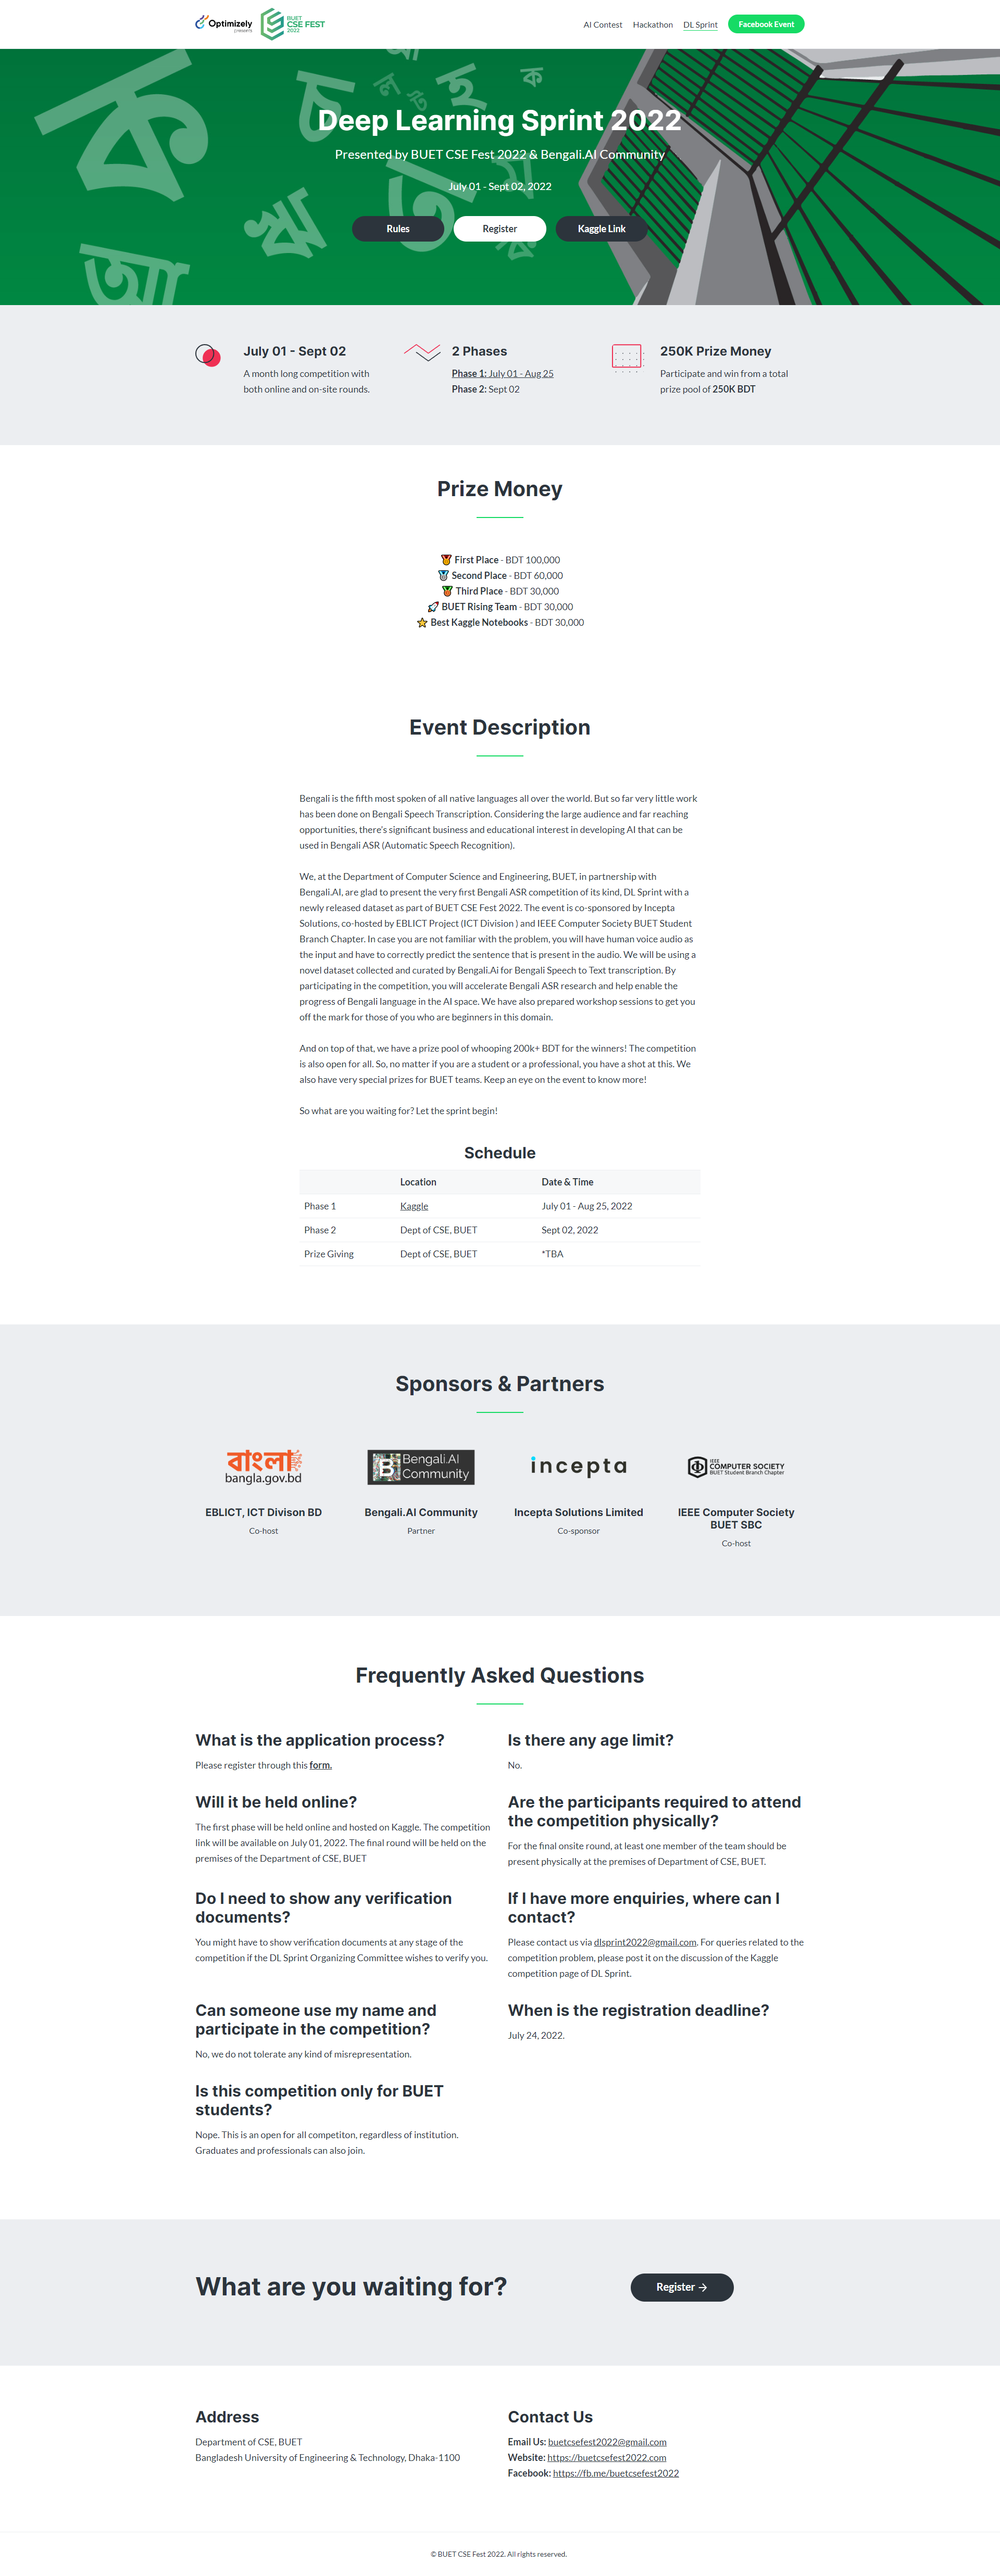 Optimizely
presents
BUET
CSE FEST
2022
AI Contest
Hackathon
DL Sprint
Facebook Event
ক
চ
ল
ট
হ
ক
Deep Learning Sprint 2022
Presented by BUET CSE Fest 2022 & Bengali.AI Community
July 01 - Sept 02, 2022
Rules
Register
Kaggle Link
আ
July 01 - Sept 02
A month long competition with
both online and on-site rounds.
2 Phases
Phase 1: July 01 - Aug 25
Phase 2: Sept 02
250K Prize Money
Participate and win from a total
prize pool of 250K BDT
Prize Money
🥇 First Place - BDT 100,000
🥈 Second Place - BDT 60,000
🥉 Third Place - BDT 30,000
🚀 BUET Rising Team - BDT 30,000
⭐ Best Kaggle Notebooks - BDT 30,000
Event Description
Bengali is the fifth most spoken of all native languages all over the world. But so far very little work
has been done on Bengali Speech Transcription. Considering the large audience and far reaching
opportunities, there's significant business and educational interest in developing AI that can be
used in Bengali ASR (Automatic Speech Recognition).
We, at the Department of Computer Science and Engineering, BUET, in partnership with
Bengali.AI, are glad to present the very first Bengali ASR competition of its kind, DL Sprint with a
newly released dataset as part of BUET CSE Fest 2022. The event is co-sponsored by Incepta
Solutions, co-hosted by EBLICT Project (ICT Division ) and IEEE Computer Society BUET Student
Branch Chapter. In case you are not familiar with the problem, you will have human voice audio as
the input and have to correctly predict the sentence that is present in the audio. We will be using a
novel dataset collected and curated by Bengali.Ai for Bengali Speech to Text transcription. By
participating in the competition, you will accelerate Bengali ASR research and help enable the
progress of Bengali language in the AI space. We have also prepared workshop sessions to get you
off the mark for those of you who are beginners in this domain.
And on top of that, we have a prize pool of whooping 200k+ BDT for the winners! The competition
is also open for all. So, no matter if you are a student or a professional, you have a shot at this. We
also have very special prizes for BUET teams. Keep an eye on the event to know more!
So what are you waiting for? Let the sprint begin!
Schedule
Location Date & Time
Phase 1 Kaggle July 01 - Aug 25, 2022
Phase 2 Dept of CSE, BUET Sept 02, 2022
Prize Giving Dept of CSE, BUET *TBA
Sponsors & Partners
বাংলা
bangla.gov.bd
EBLICT, ICT Divison BD
Co-host
B Bengali.AI
Community
Bengali.AI Community
Partner
incepta
Incepta Solutions Limited
Co-sponsor
IEEE
COMPUTER SOCIETY
BUET Student Branch Chapter
IEEE Computer Society
BUET SBC
Co-host
Frequently Asked Questions
What is the application process?
Please register through this form.
Is there any age limit?
No.
Will it be held online?
The first phase will be held online and hosted on Kaggle. The competition
link will be available on July 01, 2022. The final round will be held on the
premises of the Department of CSE, BUET
Are the participants required to attend
the competition physically?
For the final onsite round, at least one member of the team should be
present physically at the premises of Department of CSE, BUET.
Do I need to show any verification
documents?
You might have to show verification documents at any stage of the
competition if the DL Sprint Organizing Committee wishes to verify you.
If I have more enquiries, where can I
contact?
Please contact us via dlsprint2022@gmail.com. For queries related to the
competition problem, please post it on the discussion of the Kaggle
competition page of DL Sprint.
Can someone use my name and
participate in the competition?
No, we do not tolerate any kind of misrepresentation.
When is the registration deadline?
July 24, 2022.
Is this competition only for BUET
students?
Nope. This is an open for all competiton, regardless of institution.
Graduates and professionals can also join.
What are you waiting for?
Register →
Address
Department of CSE, BUET
Bangladesh University of Engineering & Technology, Dhaka-1100
Contact Us
Email Us: buetcsefest2022@gmail.com
Website: https://buetcsefest2022.com
Facebook: https://fb.me/buetcsefest2022
© BUET CSE Fest 2022. All rights reserved.